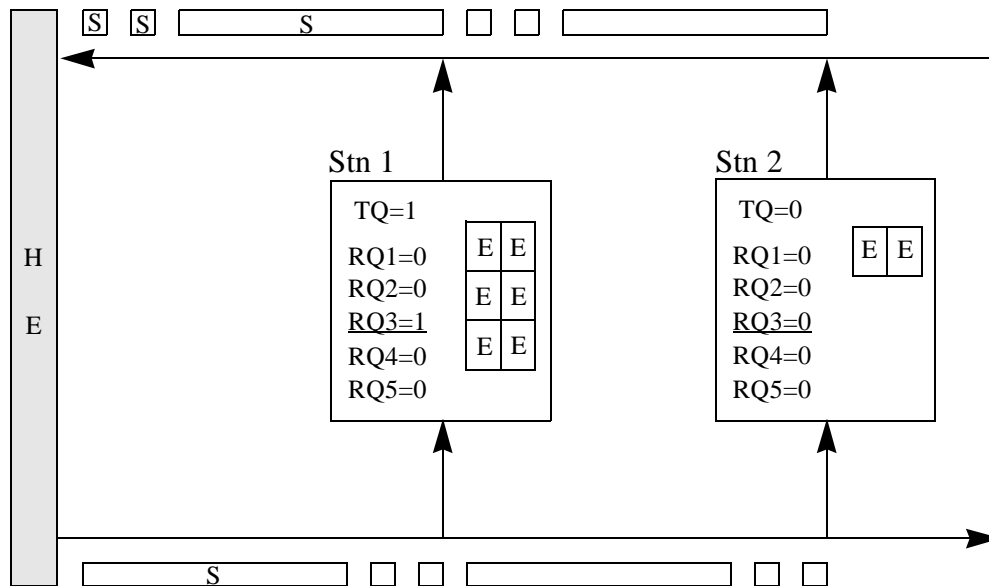 S S S
Stn 1 Stn 2
TQ=1 TQ=0
RQ1=0 E E RQ1=0 E E
RQ2=0 RQ2=0
RQ3=1 E E RQ3=0
RQ4=0 E E RQ4=0
RQ5=0 RQ5=0
H
E
S